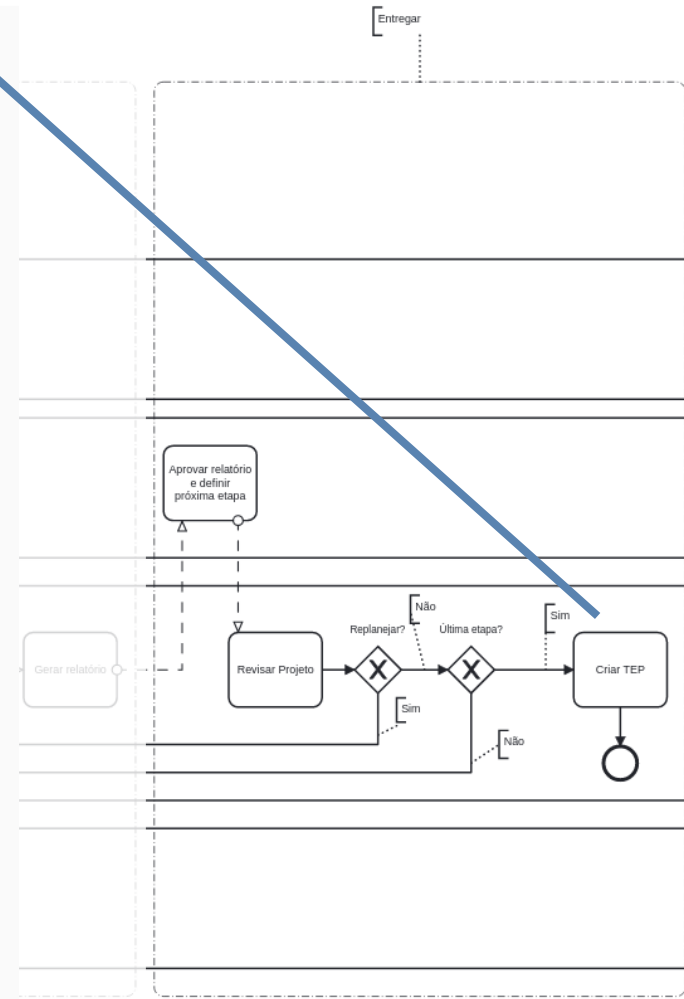 Entregar
Aprovar relatório
e definir
próxima etapa
Não
Sim
Replanejar?
Última etapa?
Gerar relatório
Revisar Projeto
X
X
Criar TEP
Sim
Não